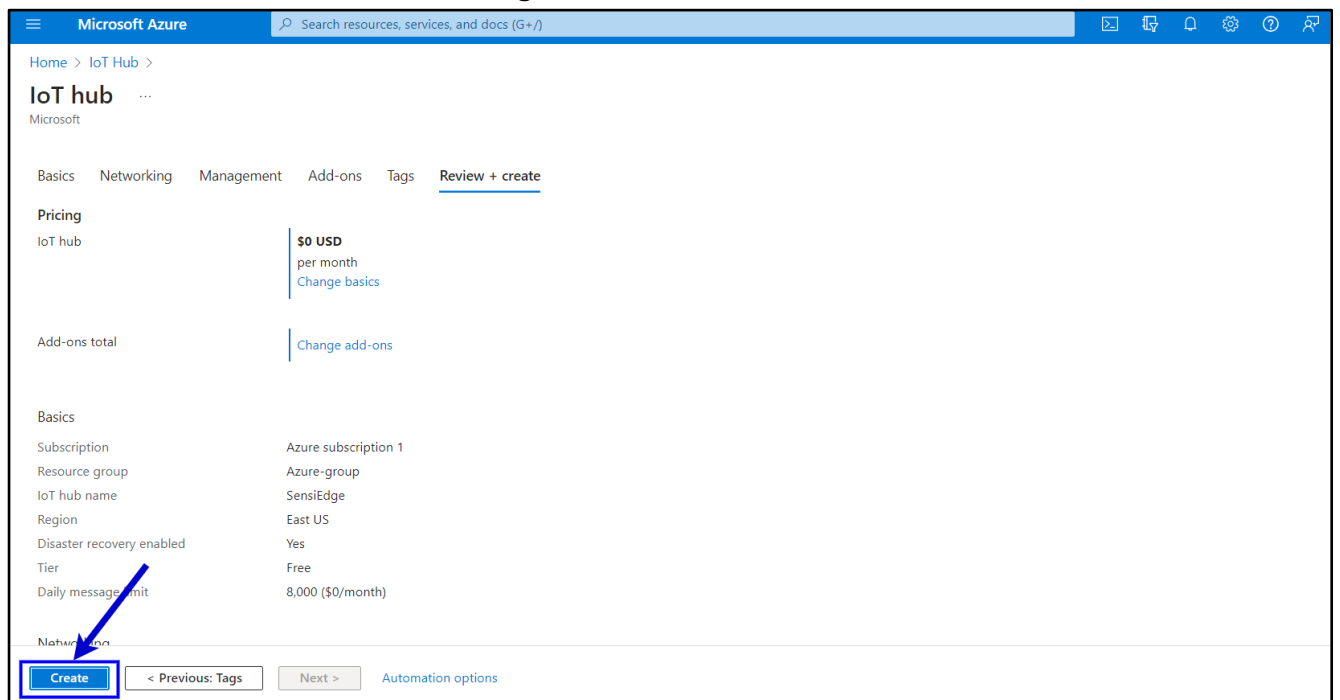 Microsoft Azure
Search resources, services, and docs (G+/)
Home > IoT Hub >
IoT hub ...
Microsoft
Basics Networking Management Add-ons Tags Review + create
Pricing
IoT hub $0 USD
per month
Change basics
Add-ons total Change add-ons
Basics
Subscription Azure subscription 1
Resource group Azure-group
IoT hub name SensiEdge
Region East US
Disaster recovery enabled Yes
Tier Free
Daily message limit 8,000 ($0/month)
Networking
Create < Previous: Tags Next > Automation options